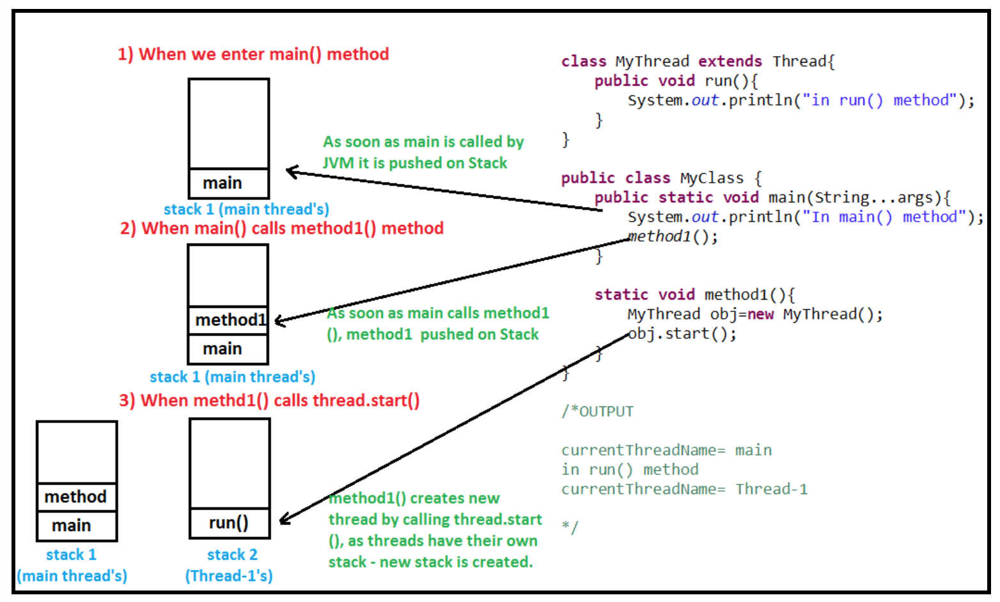 1) When we enter main() method
main
stack 1 (main thread's)
As soon as main is called by
JVM it is pushed on Stack
2) When main() calls method1() method
method1
main
stack 1 (main thread's)
As soon as main calls method1
(), method1 pushed on Stack
3) When methd1() calls thread.start()
method
main
stack 1
(main thread's)
run()
stack 2
(Thread-1's)
method1() creates new
thread by calling thread.start
(), as threads have their own
stack - new stack is created.
class MyThread extends Thread{
public void run(){
System.out.println("in run() method");
}
}
public class MyClass {
public static void main(String...args){
System.out.println("In main() method");
method1();
}
static void method1(){
MyThread obj=new MyThread();
obj.start();
}
}
/*OUTPUT
currentThreadName= main
in run() method
currentThreadName= Thread-1
*/